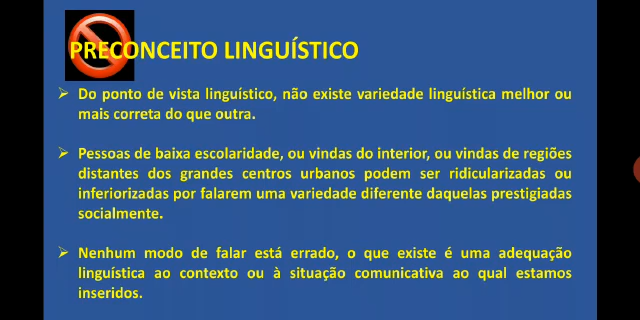 PRECONCEITO LINGUÍSTICO
Do ponto de vista linguístico, não existe variedade linguística melhor ou
mais correta do que outra.
Pessoas de baixa escolaridade, ou vindas do interior, ou vindas de regiões
distantes dos grandes centros urbanos podem ser ridicularizadas ou
inferiorizadas por falarem uma variedade diferente daquelas prestigiadas
socialmente.
Nenhum modo de falar está errado, o que existe é uma adequação
linguística ao contexto ou à situação comunicativa ao qual estamos
inseridos.